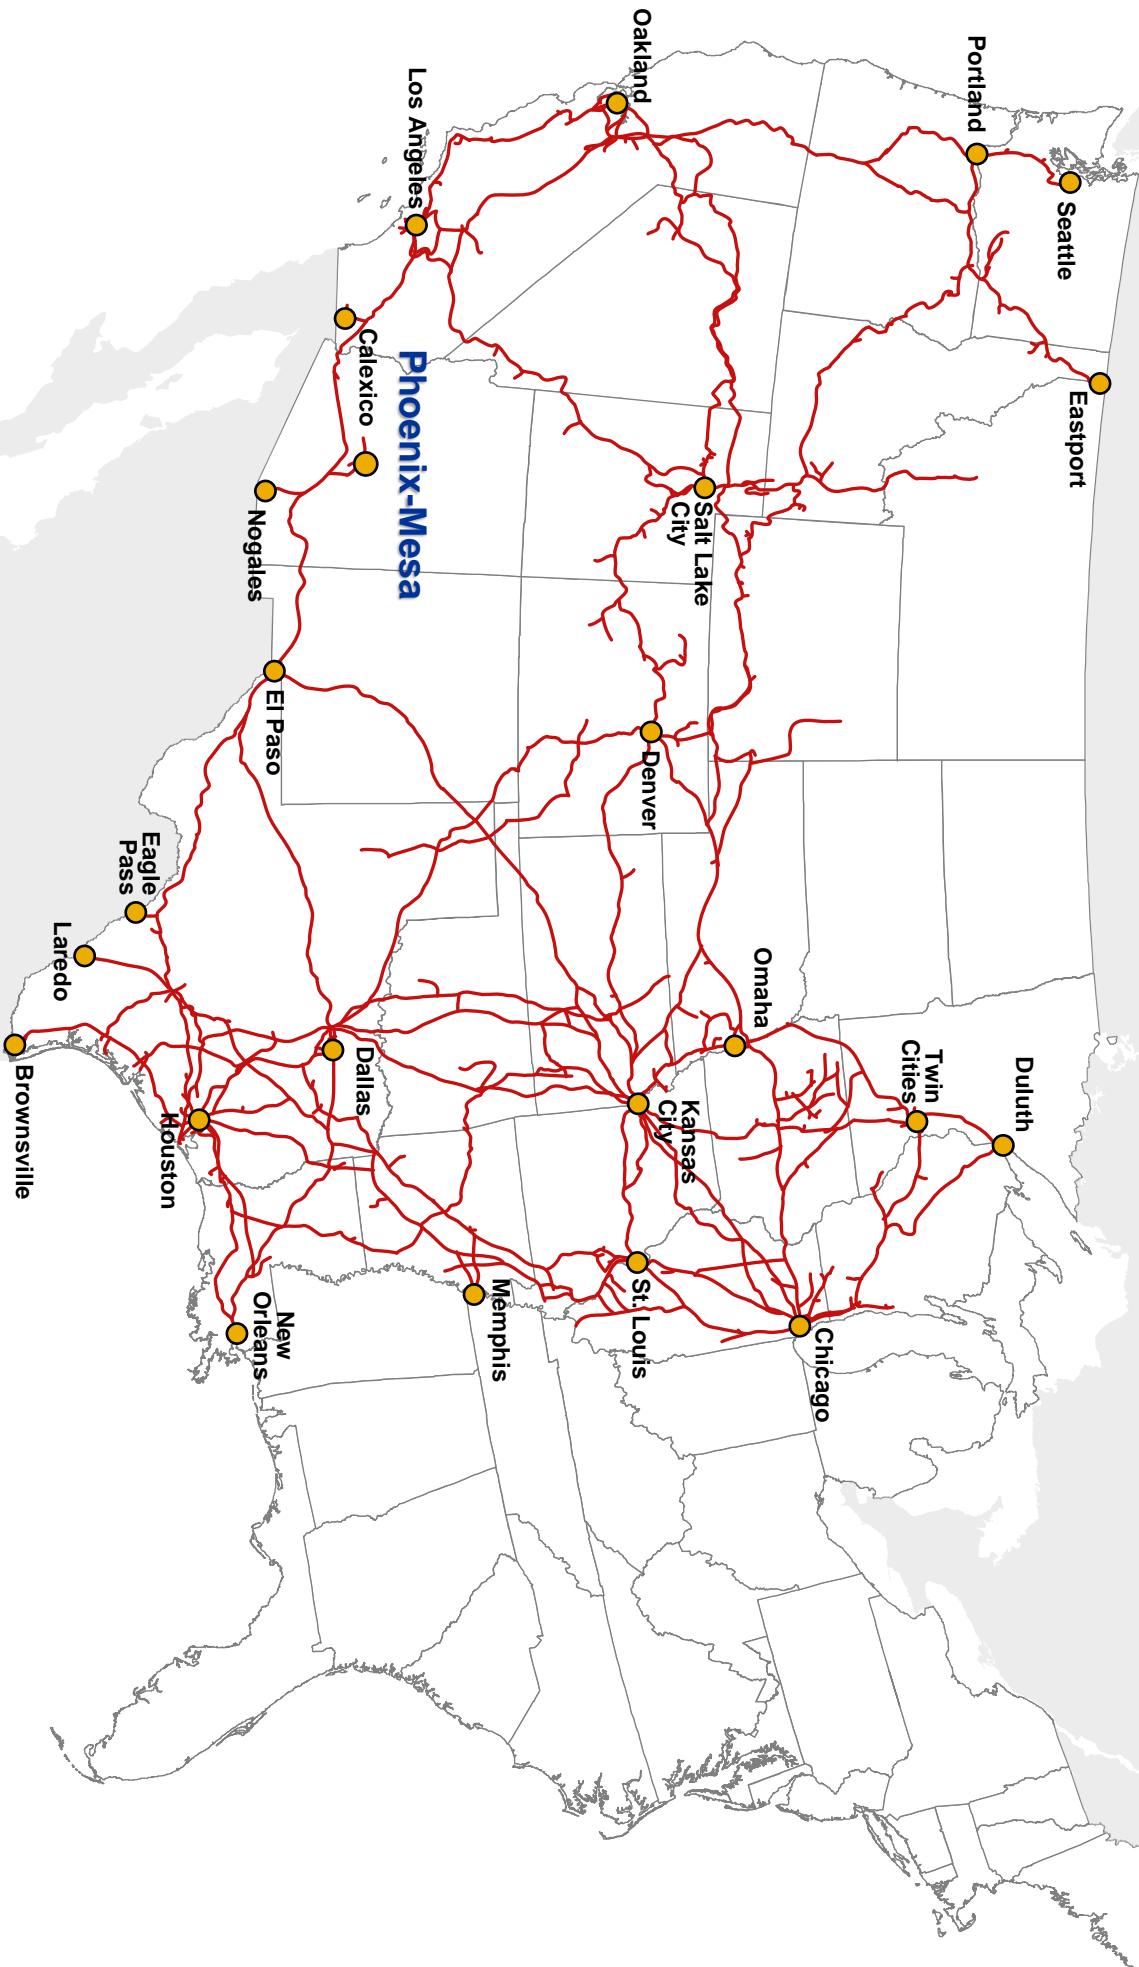 Seattle
Portland
Eastport
Duluth
Twin
Cities
Oakland
Salt Lake
City
Omaha
Chicago
Denver
Kansas
City
St. Louis
Los Angeles
Phoenix-Mesa
Calexico
Memphis
Nogales
El Paso
Dallas
New
Orleans
Houston
Eagle
Pass
Laredo
Brownsville